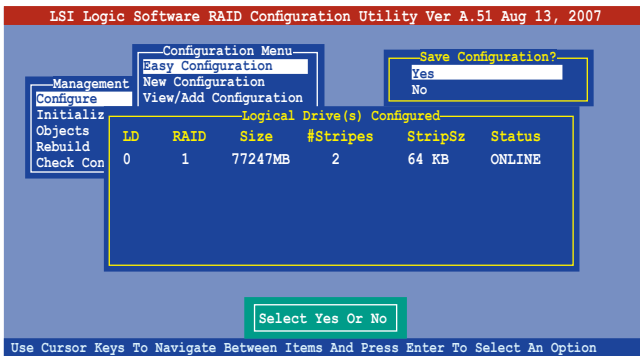 LSI Logic Software RAID Configuration Utility Ver A.51 Aug 13, 2007
Configuration Menu
Easy Configuration
New Configuration
View/Add Configuration
Save Configuration?
Yes
No
Management
Configure
Initializ
Objects
Rebuild
Check Con
Logical Drive(s) Configured
LD RAID Size #Stripes StripSz Status
0 1 77247MB 2 64 KB ONLINE
Select Yes Or No
Use Cursor Keys To Navigate Between Items And Press Enter To Select An Option